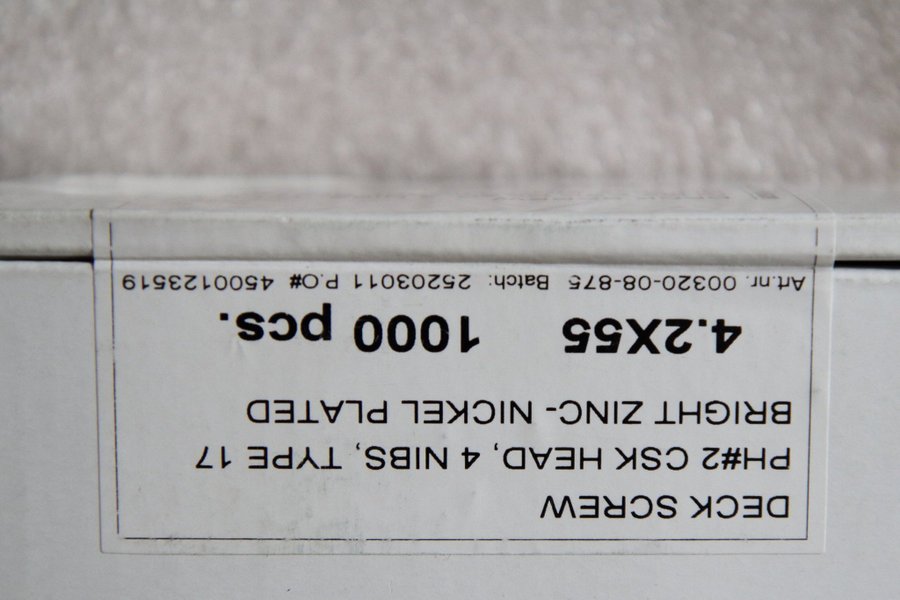 DECK SCREW
PH#2 CSK HEAD, 4 NIBS, TYPE 17
BRIGHT ZINC- NICKEL PLATED
4.2X55 1000 pcs.
Art.nr. 00320-08-875 Batch: 25203011 P.O# 4500123519